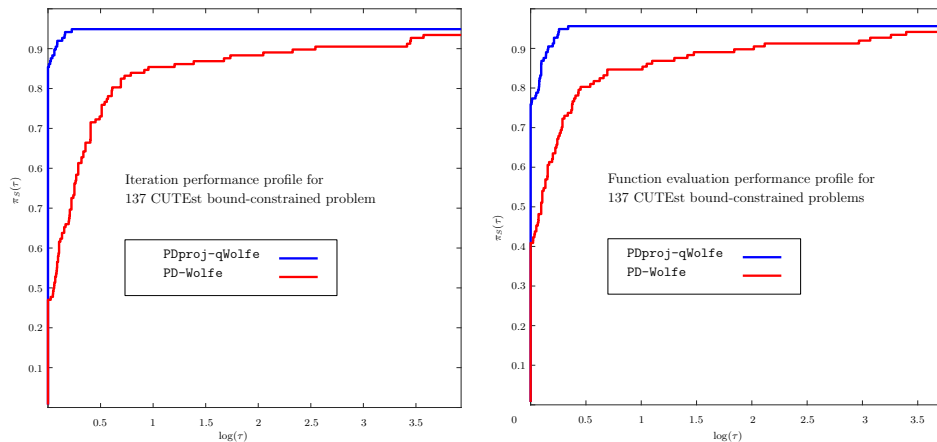 0.9
0.8
0.7
0.6
0.5
0.4
0.3
0.2
0.1
π_S(τ)
Iteration performance profile for
137 CUTEst bound-constrained problem
PDproj-qWolfe
PD-Wolfe
0.5
1
1.5
2
2.5
3
3.5
log(τ)
0.9
0.8
0.7
0.6
0.5
0.4
0.3
0.2
0.1
π_S(τ)
Function evaluation performance profile for
137 CUTEst bound-constrained problems
PDproj-qWolfe
PD-Wolfe
0
0.5
1
1.5
2
2.5
3
3.5
log(τ)